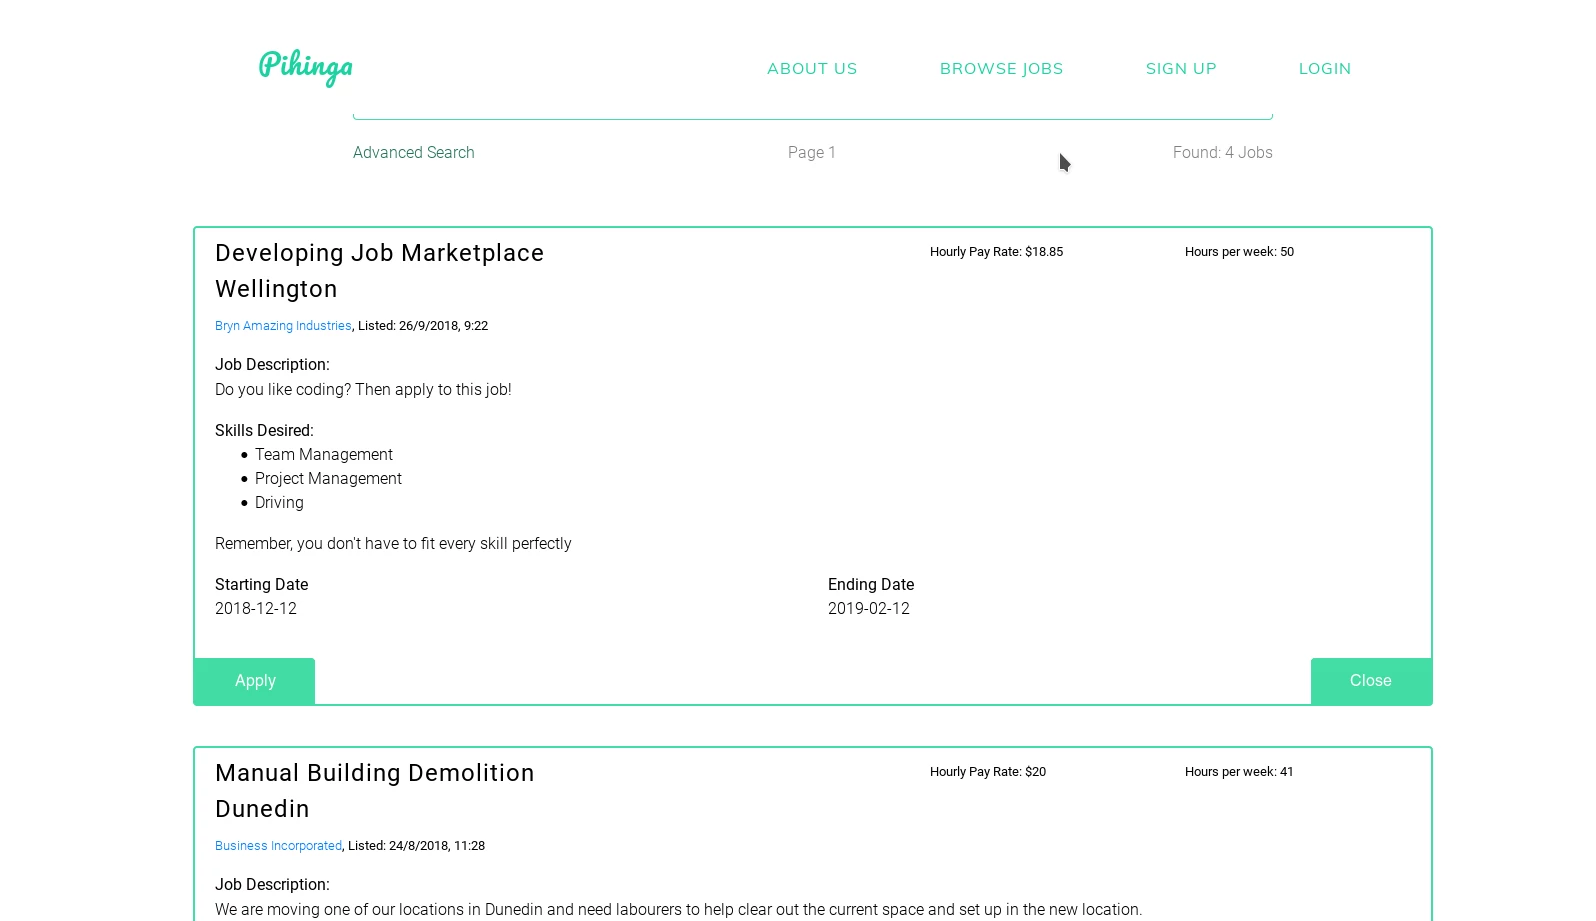 Pihinga
ABOUT US
BROWSE JOBS
SIGN UP
LOGIN
Advanced Search
Page 1
Found: 4 Jobs
Developing Job Marketplace
Hourly Pay Rate: $18.85
Hours per week: 50
Wellington
Bryn Amazing Industries, Listed: 26/9/2018, 9:22
Job Description:
Do you like coding? Then apply to this job!
Skills Desired:
Team Management
Project Management
Driving
Remember, you don't have to fit every skill perfectly
Starting Date
Ending Date
2018-12-12
2019-02-12
Apply
Close
Manual Building Demolition
Hourly Pay Rate: $20
Hours per week: 41
Dunedin
Business Incorporated, Listed: 24/8/2018, 11:28
Job Description:
We are moving one of our locations in Dunedin and need labourers to help clear out the current space and set up in the new location.